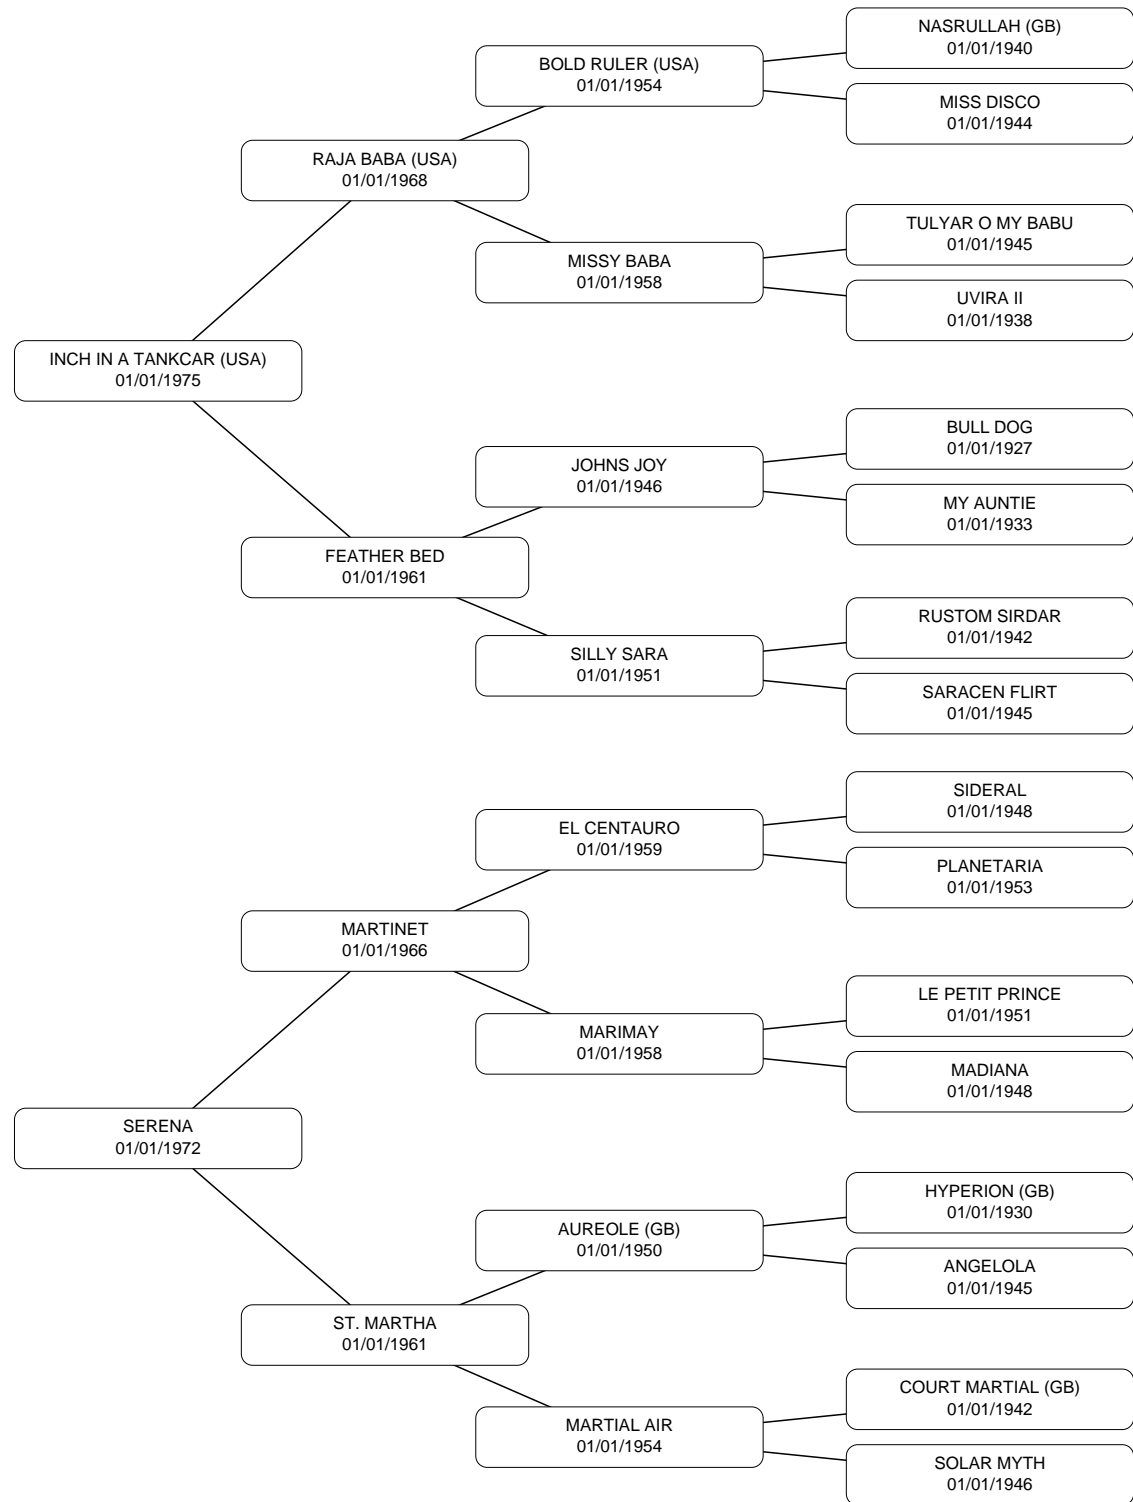 NASRULLAH (GB)
01/01/1940
BOLD RULER (USA)
01/01/1954
MISS DISCO
01/01/1944
RAJA BABA (USA)
01/01/1968
TULYAR O MY BABU
01/01/1945
MISSY BABA
01/01/1958
UVIRA II
01/01/1938
INCH IN A TANKCAR (USA)
01/01/1975
BULL DOG
01/01/1927
JOHNS JOY
01/01/1946
MY AUNTIE
01/01/1933
FEATHER BED
01/01/1961
RUSTOM SIRDAR
01/01/1942
SILLY SARA
01/01/1951
SARACEN FLIRT
01/01/1945
SIDERAL
01/01/1948
EL CENTAURO
01/01/1959
PLANETARIA
01/01/1953
MARTINET
01/01/1966
LE PETIT PRINCE
01/01/1951
MARIMAY
01/01/1958
MADIANA
01/01/1948
SERENA
01/01/1972
HYPERION (GB)
01/01/1930
AUREOLE (GB)
01/01/1950
ANGELOLA
01/01/1945
ST. MARTHA
01/01/1961
COURT MARTIAL (GB)
01/01/1942
MARTIAL AIR
01/01/1954
SOLAR MYTH
01/01/1946